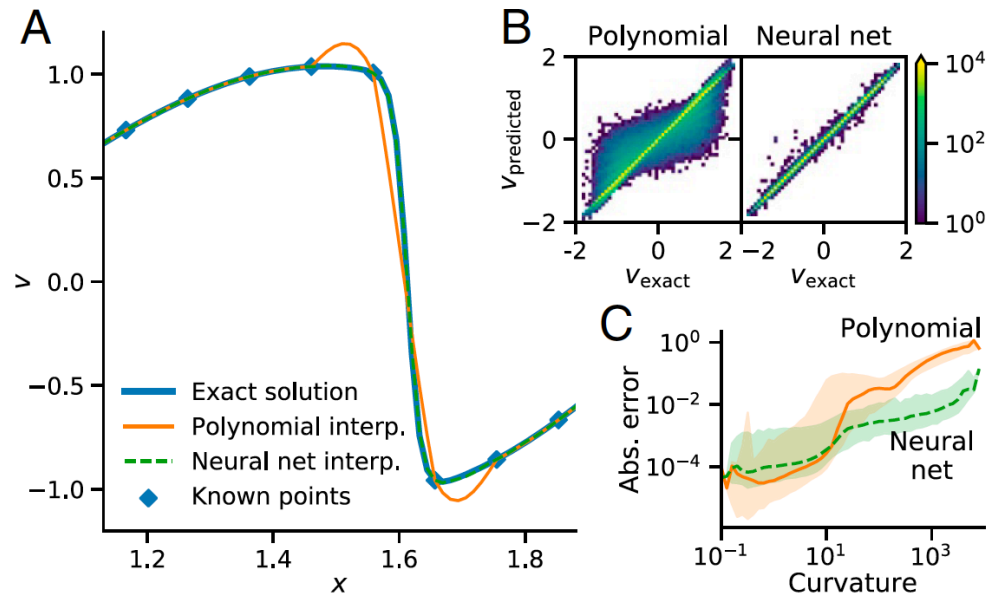 A
1.0
0.5
0.0
−0.5
−1.0
v
1.2
1.4
1.6
1.8
x
Exact solution
Polynomial interp.
Neural net interp.
Known points
B
Polynomial
Neural net
2
0
−2
v_predicted
-2
0
2
−2
0
2
v_exact
v_exact
10^4
10^2
10^0
C
Polynomial
Neural
net
10^0
10^−2
10^−4
Abs. error
10^−1
10^1
10^3
Curvature